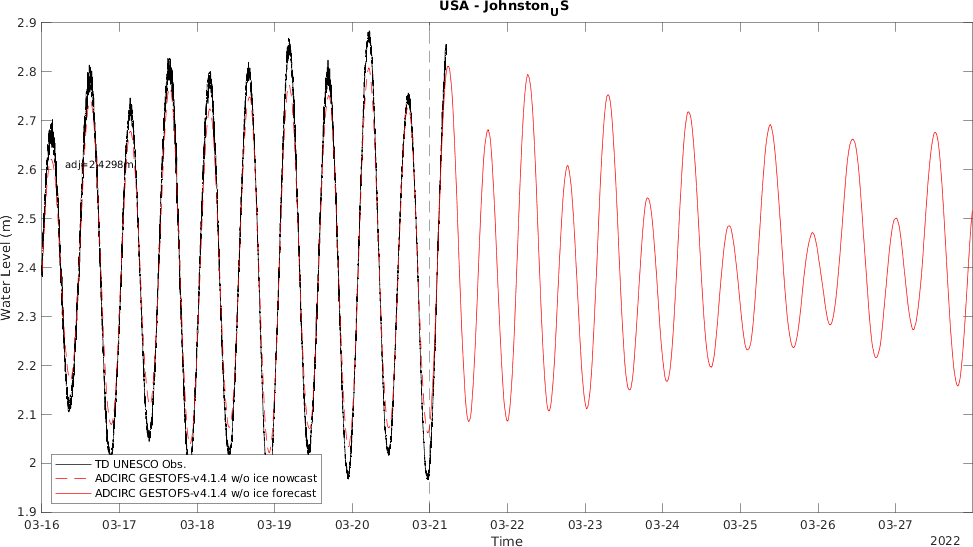 USA - Johnston_US
2.9
2.8
2.7
2.6
2.5
2.4
2.3
2.2
2.1
2
1.9
Water Level (m)
adj=2.4298m
TD UNESCO Obs.
ADCIRC GESTOFS-v4.1.4 w/o ice nowcast
ADCIRC GESTOFS-v4.1.4 w/o ice forecast
03-16 03-17 03-18 03-19 03-20 03-21 03-22 03-23 03-24 03-25 03-26 03-27
Time
2022